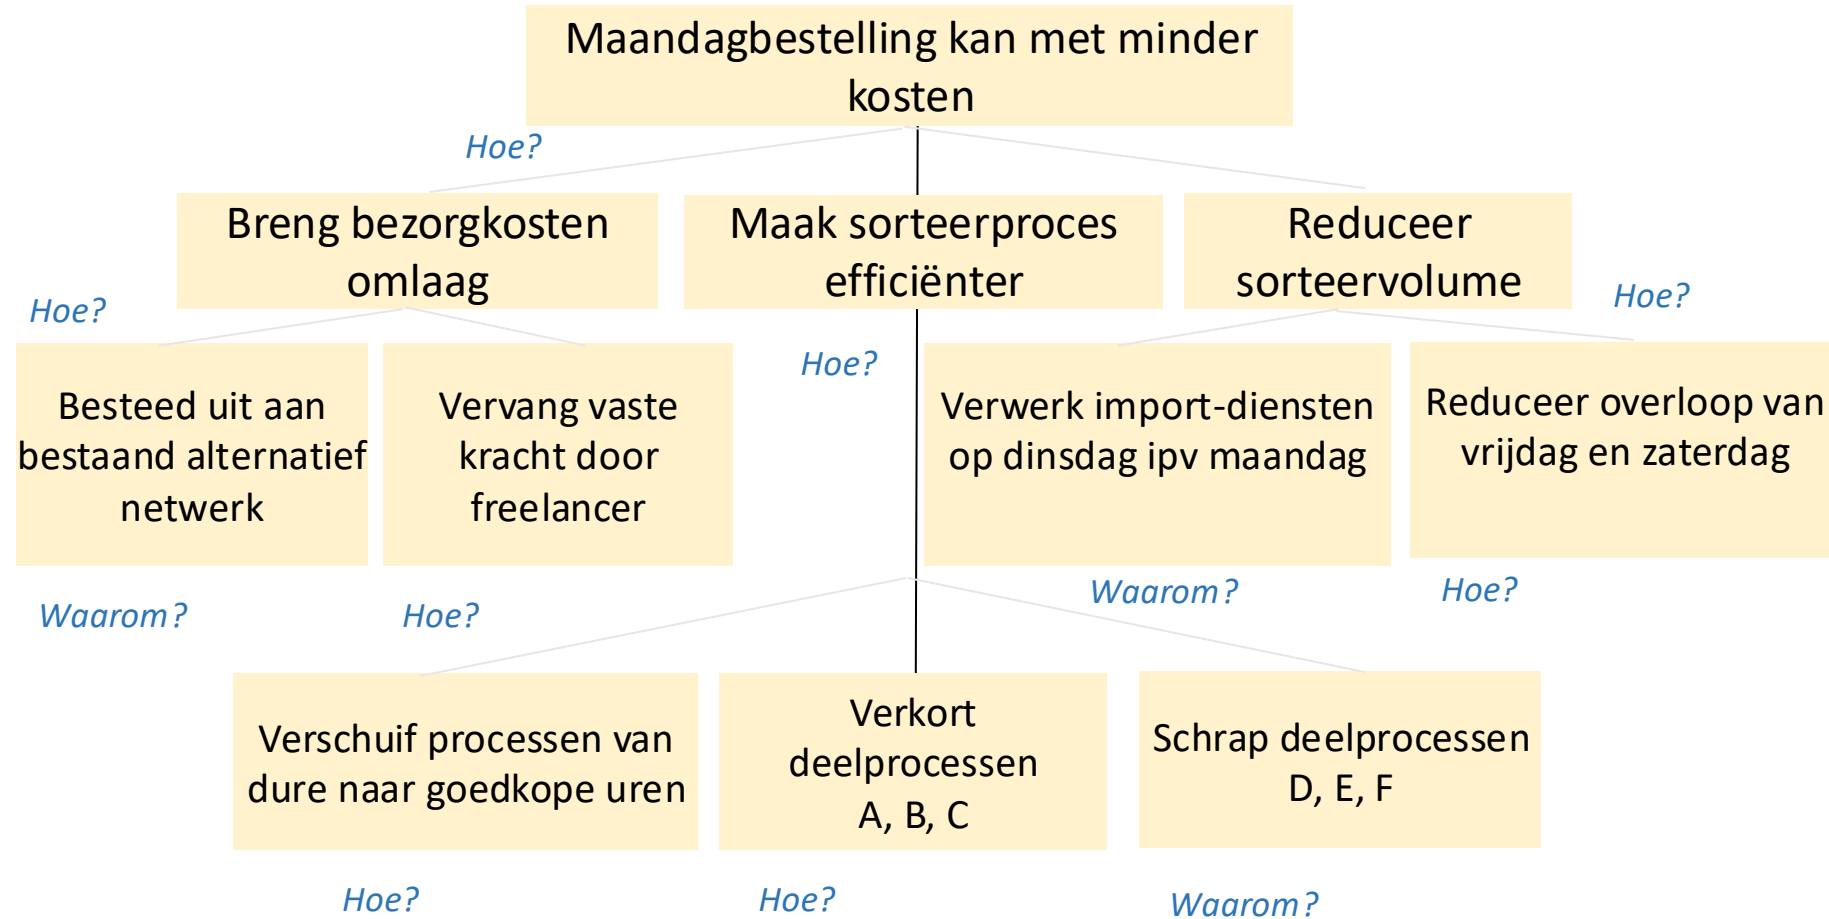 Maandagbestelling kan met minder
kosten
Hoe?
Breng bezorgkosten
omlaag
Maak sorteerproces
efficiënter
Reduceer
sorteervolume
Hoe?
Hoe?
Hoe?
Besteed uit aan
bestaand alternatief
netwerk
Vervang vaste
kracht door
freelancer
Verwerk import-diensten
op dinsdag ipv maandag
Reduceer overloop van
vrijdag en zaterdag
Waarom?
Hoe?
Waarom?
Hoe?
Verschuif processen van
dure naar goedkope uren
Verkort
deelprocessen
A, B, C
Schrap deelprocessen
D, E, F
Hoe?
Hoe?
Waarom?